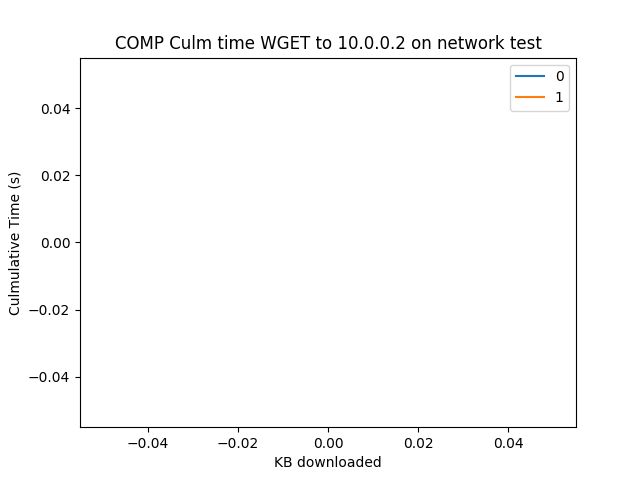 COMP Culm time WGET to 10.0.0.2 on network test
0
1
0.04
0.02
0.00
−0.02
−0.04
Culmulative Time (s)
−0.04 −0.02 0.00 0.02 0.04
KB downloaded